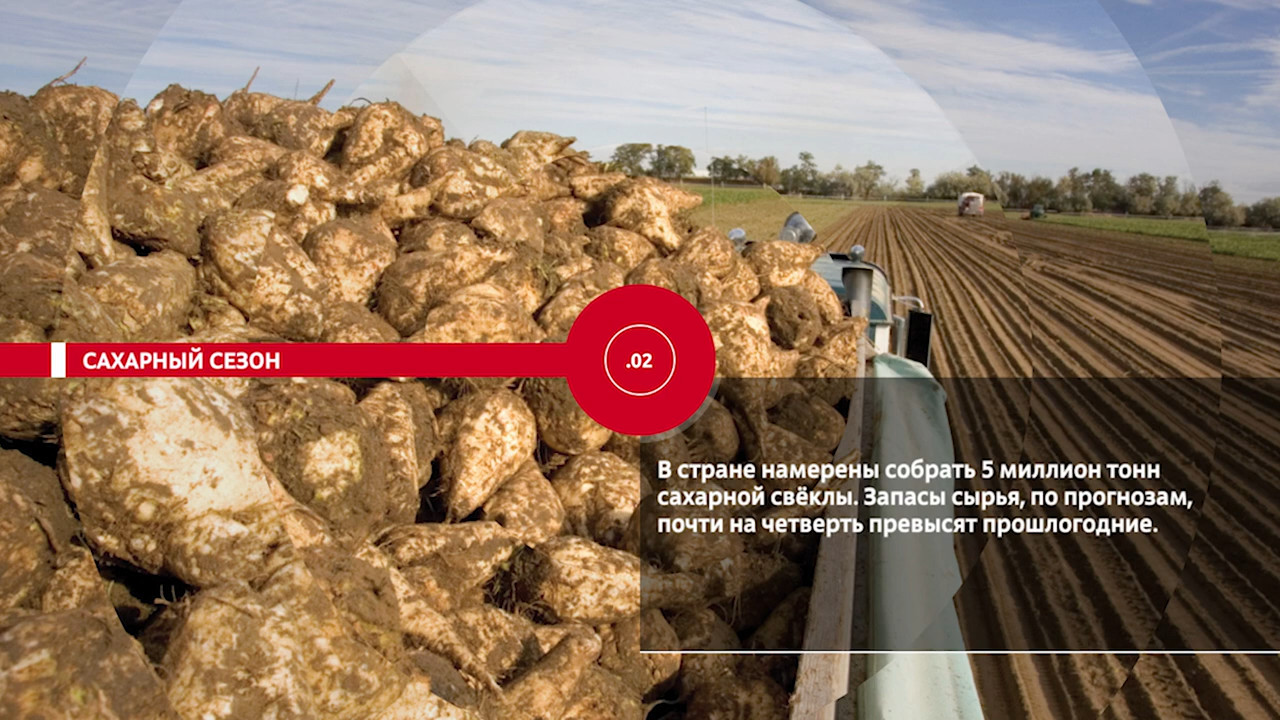 САХАРНЫЙ СЕЗОН
.02
В стране намерены собрать 5 миллион тонн
сахарной свёклы. Запасы сырья, по прогнозам,
почти на четверть превысят прошлогодние.